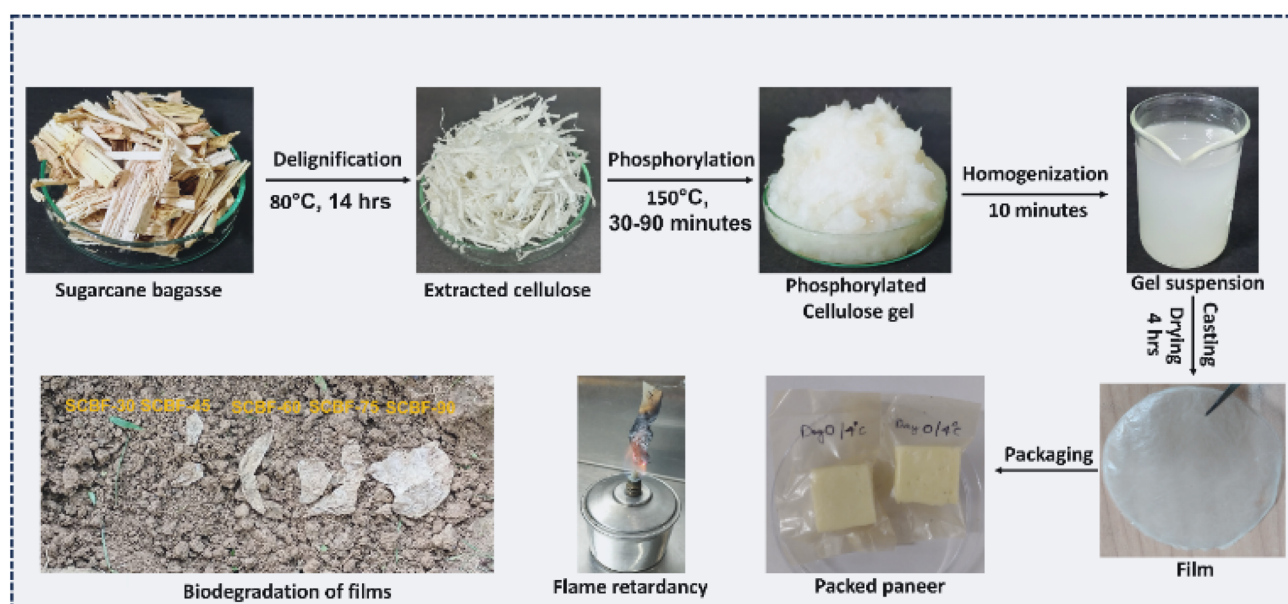 Delignification
80°C, 14 hrs
Phosphorylation
150°C,
30-90 minutes
Homogenization
10 minutes
Sugarcane bagasse
Extracted cellulose
Phosphorylated
Cellulose gel
Gel suspension
Casting
Drying
4 hrs
SCBF-30 SCBF-45 SCBF-60 SCBF-75 SCBF-90
Day 0/4°C
Day 0/4°C
Packaging
Biodegradation of films
Flame retardancy
Packed paneer
Film